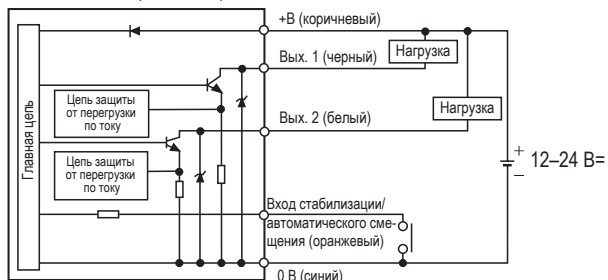 +В (коричневый)
Вых. 1 (черный)
Нагрузка
Цепь защиты
от перегрузки
по току
Вых. 2 (белый)
Нагрузка
Главная цепь
Цепь защиты
от перегрузки
по току
+
12–24 В=
–
Вход стабилизации/
автоматического сме-
щения (оранжевый)
0 В (синий)